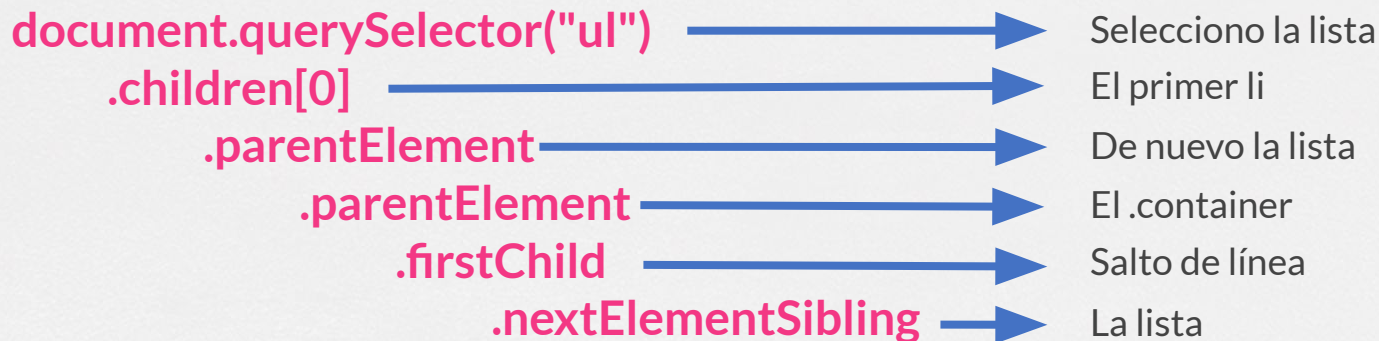 document.querySelector("ul") Selecciono la lista
.children[0] El primer li
.parentElement De nuevo la lista
.parentElement El .container
.firstChild Salto de línea
.nextElementSibling La lista